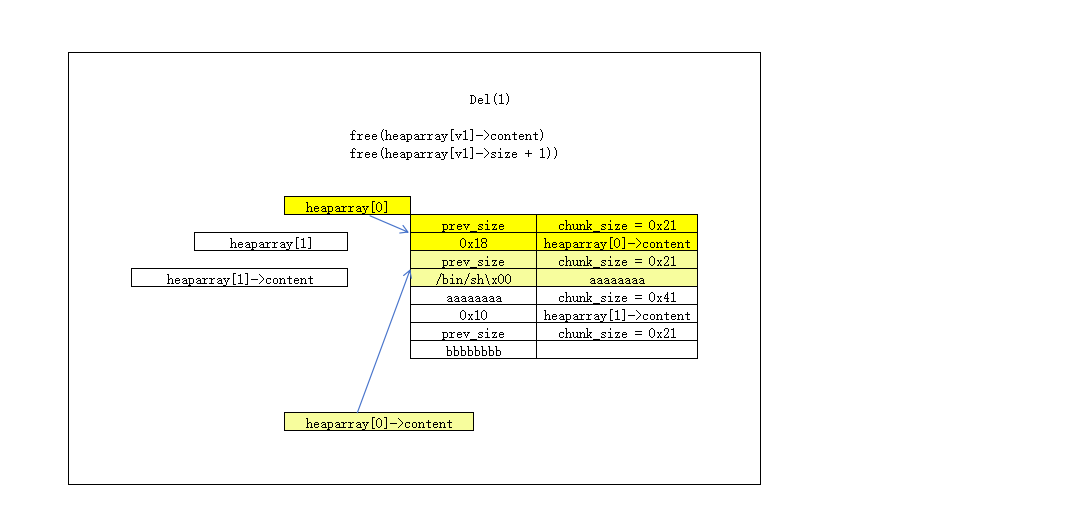 Del(1)
free(heaparray[v1]->content)
free(heaparray[v1]->size + 1))
heaparray[0]
prev_size chunk_size = 0x21
heaparray[1]
0x18 heaparray[0]->content
prev_size chunk_size = 0x21
heaparray[1]->content
/bin/sh\x00 aaaaaaaa
aaaaaaaa chunk_size = 0x41
0x10 heaparray[1]->content
prev_size chunk_size = 0x21
bbbbbbbb
heaparray[0]->content